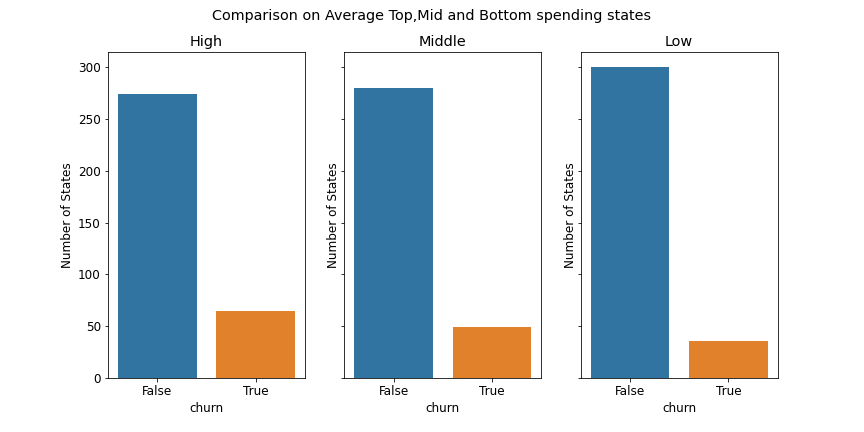 Comparison on Average Top,Mid and Bottom spending states
High
Middle
Low
Number of States
300
250
200
150
100
50
0
False
True
churn
Number of States
False
True
churn
Number of States
False
True
churn